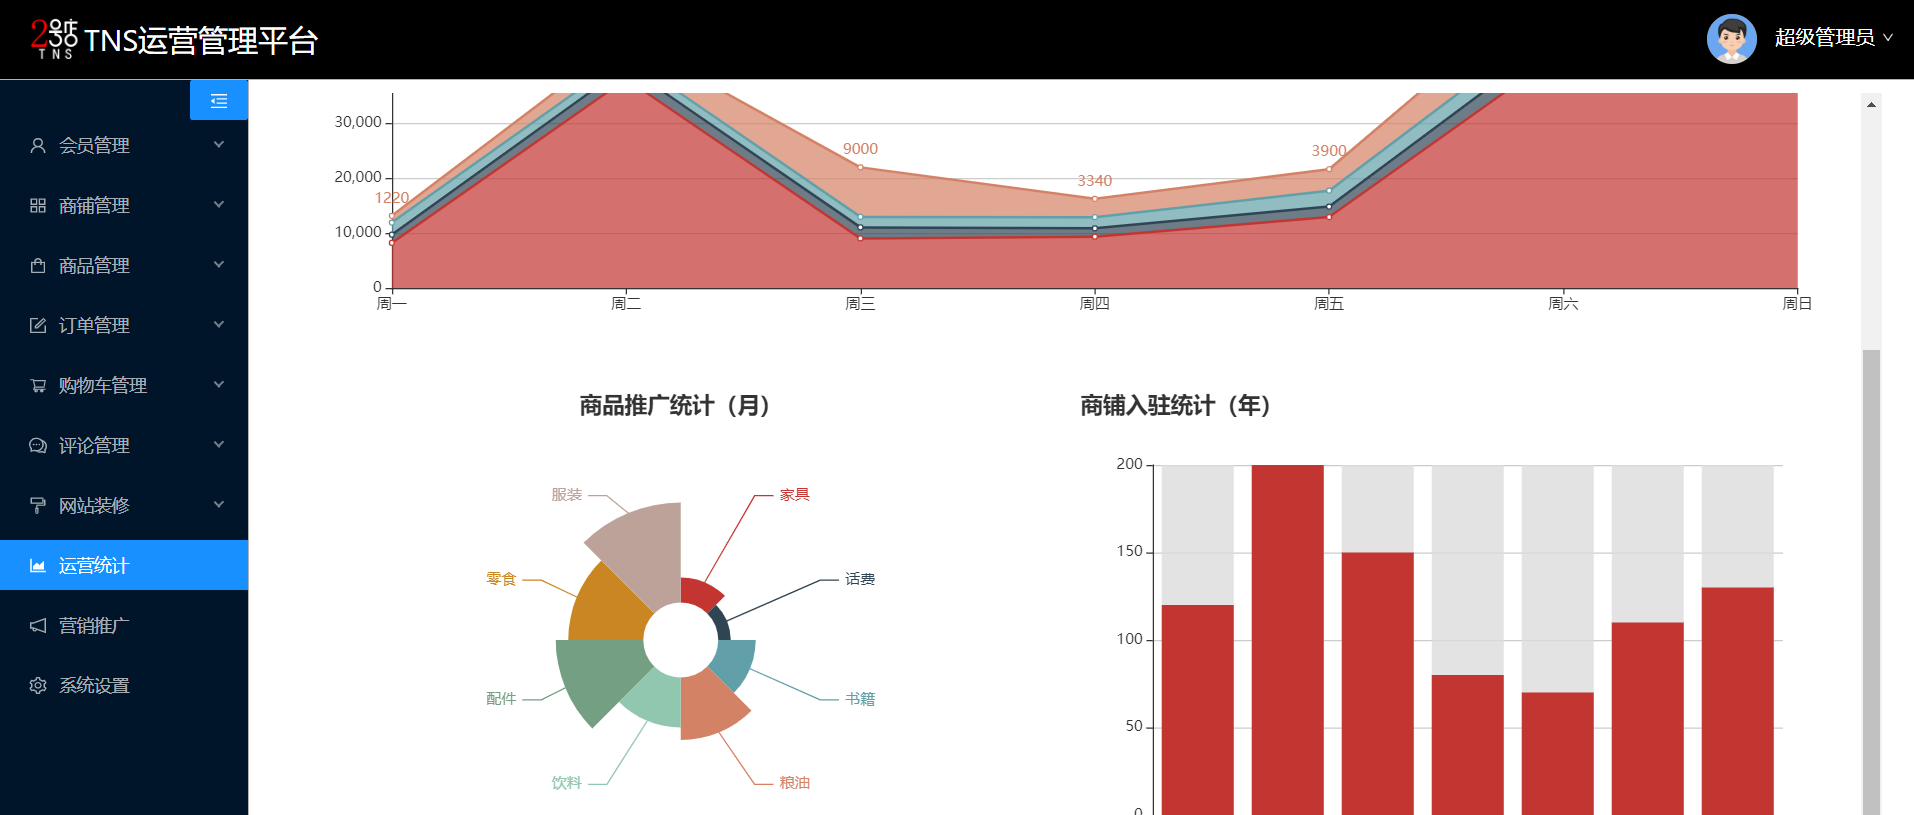 2号店
TNS
TNS运营管理平台
超级管理员
会员管理
商铺管理
商品管理
订单管理
购物车管理
评论管理
网站装修
运营统计
营销推广
系统设置
30,000
20,000
10,000
0
1220
9000
3340
3900
周一
周二
周三
周四
周五
周六
周日
商品推广统计（月）
服装
家具
零食
话费
配件
书籍
饮料
粮油
商铺入驻统计（年）
200
150
100
50
0